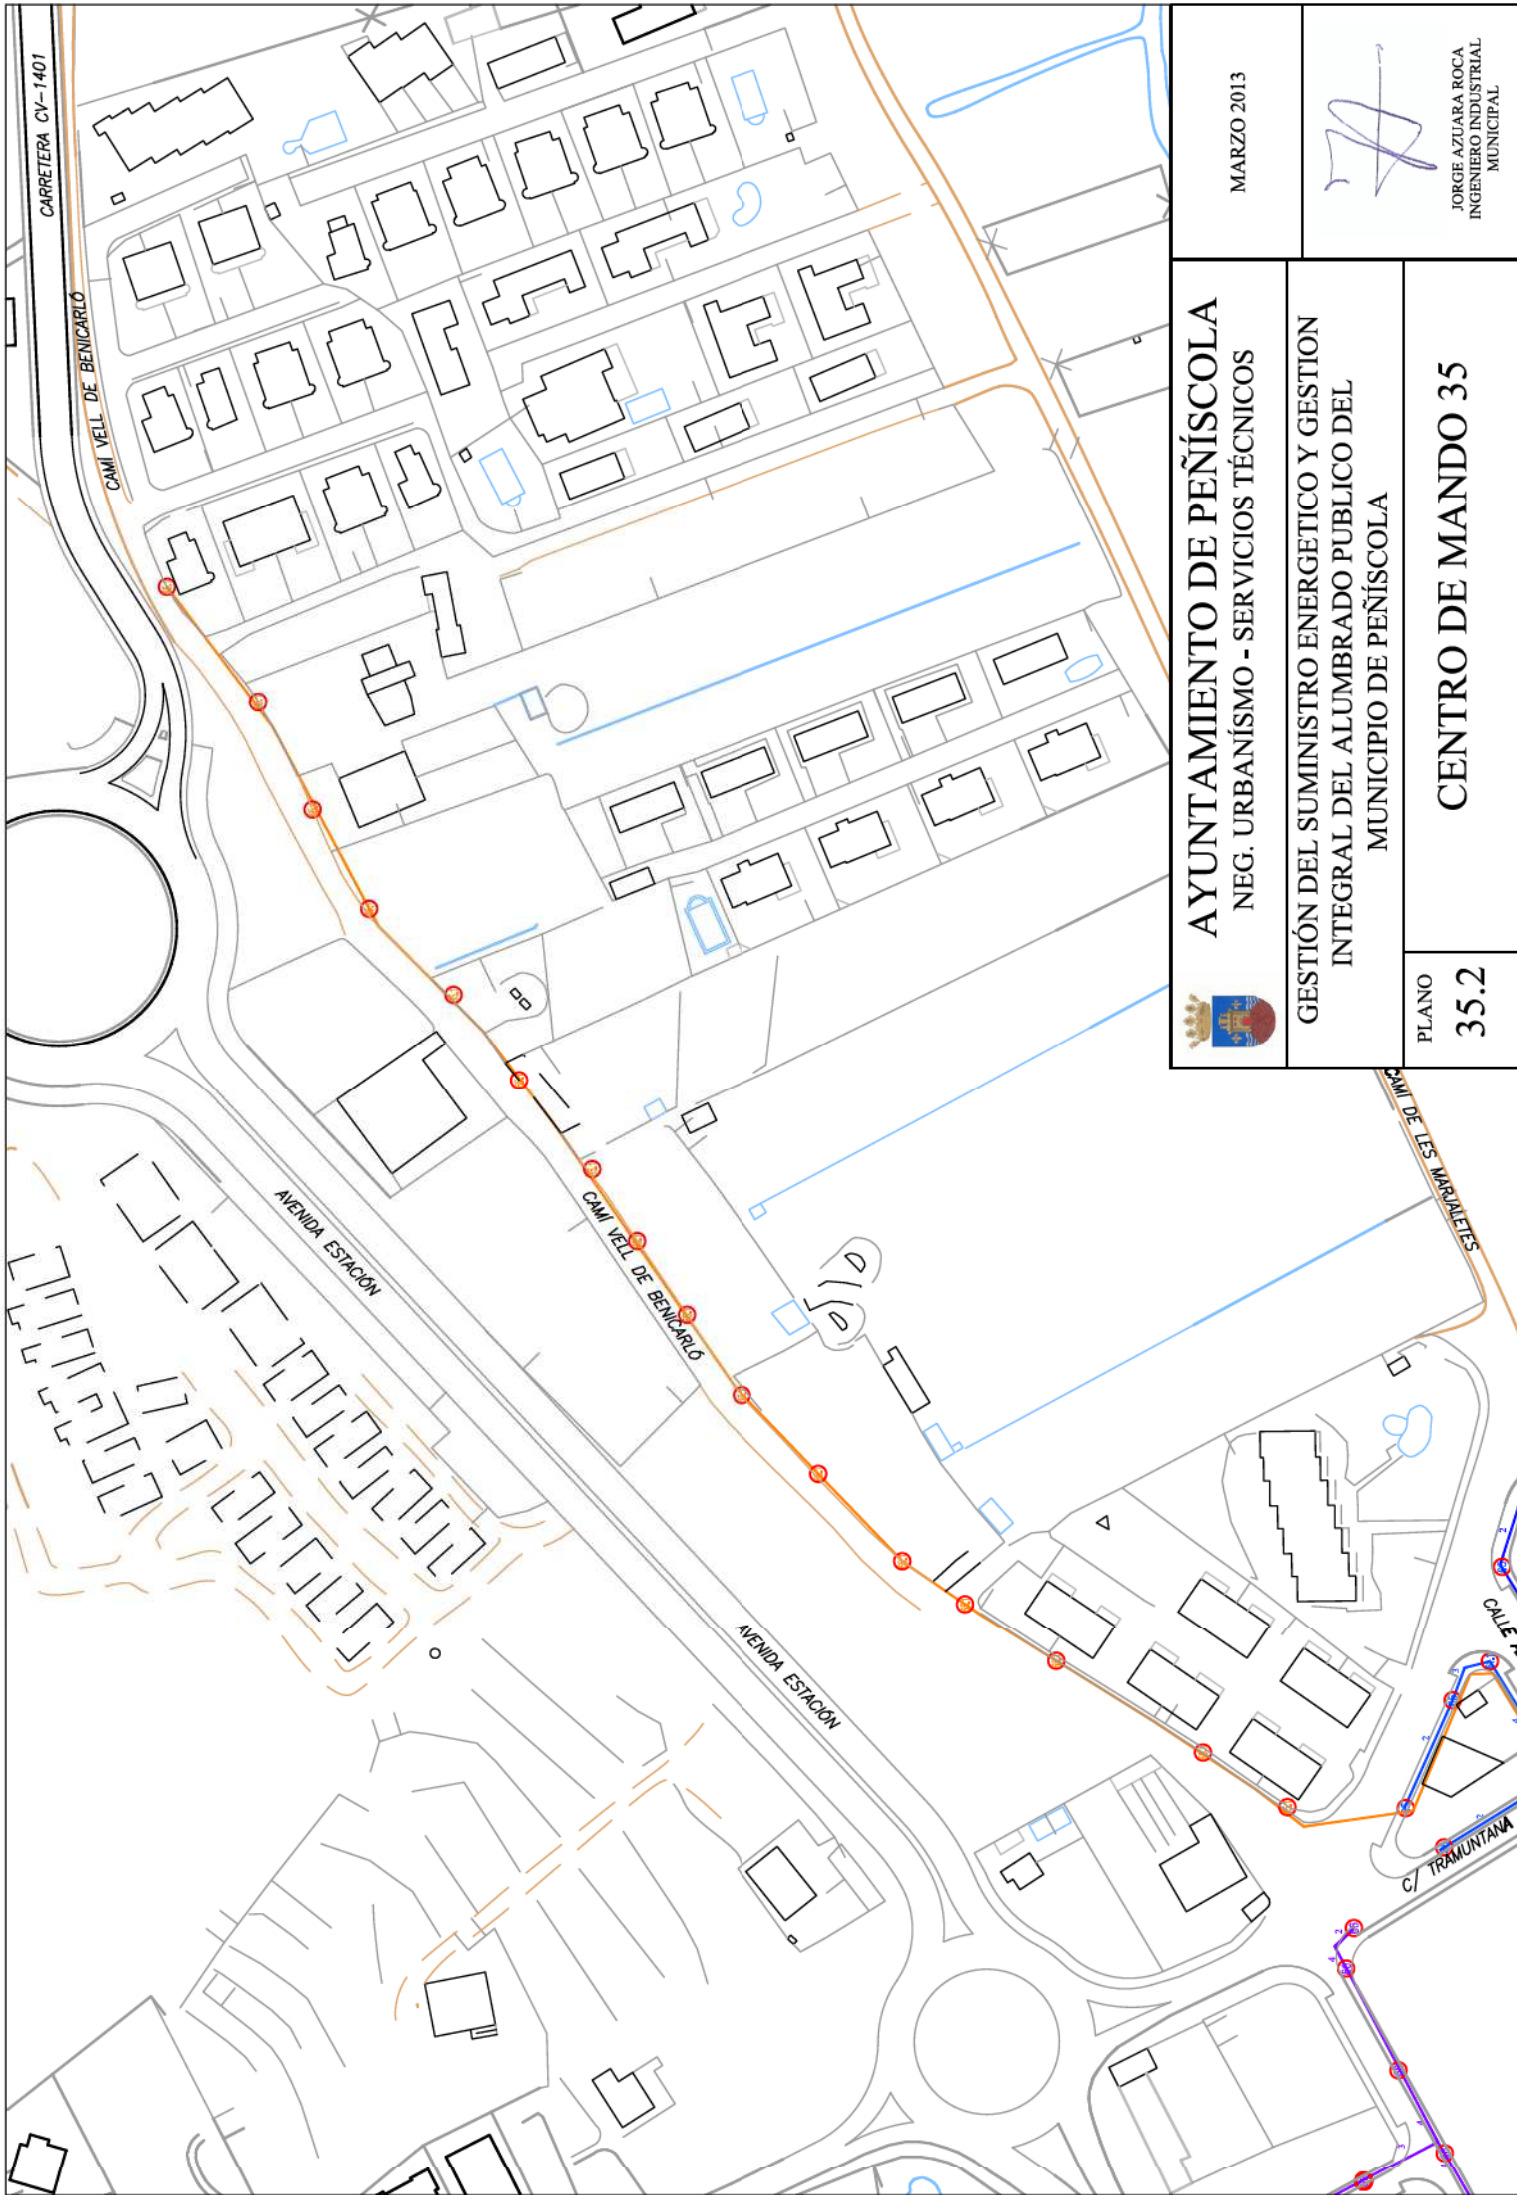 CARRETERA CV-1401
CAMÍ VELL DE BENICARLÓ
AVENIDA ESTACIÓN
CAMÍ VELL DE BENICARLÓ
AVENIDA ESTACIÓN
CAMÍ DE LES MARJALETES
CALLE
C/ TRAMUNTANA
AYUNTAMIENTO DE PEÑÍSCOLA
NEG. URBANÍSMO - SERVICIOS TÉCNICOS
MARZO 2013
GESTIÓN DEL SUMINISTRO ENERGETICO Y GESTION
INTEGRAL DEL ALUMBRADO PUBLICO DEL
MUNICIPIO DE PEÑÍSCOLA
JORGE AZUARA ROCA
INGENIERO INDUSTRIAL
MUNICIPAL
PLANO
35.2
CENTRO DE MANDO 35